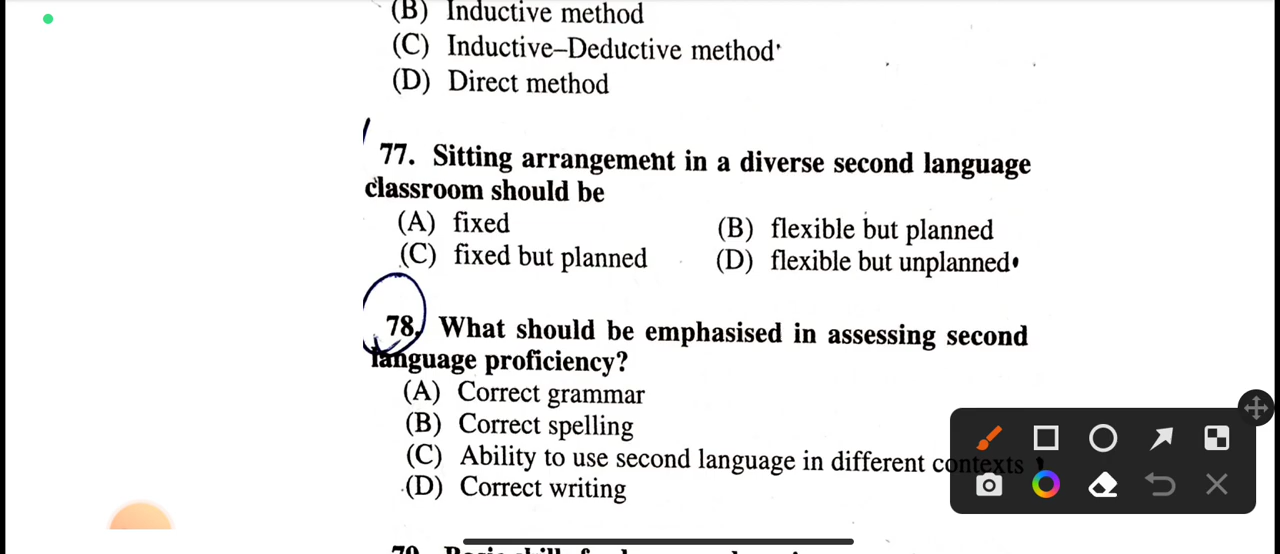 (B) Inductive method
(C) Inductive–Deductive method
(D) Direct method
77. Sitting arrangement in a diverse second language
classroom should be
(A) fixed
(B) flexible but planned
(C) fixed but planned
(D) flexible but unplanned
78. What should be emphasised in assessing second
language proficiency?
(A) Correct grammar
(B) Correct spelling
(C) Ability to use second language in different contexts
(D) Correct writing